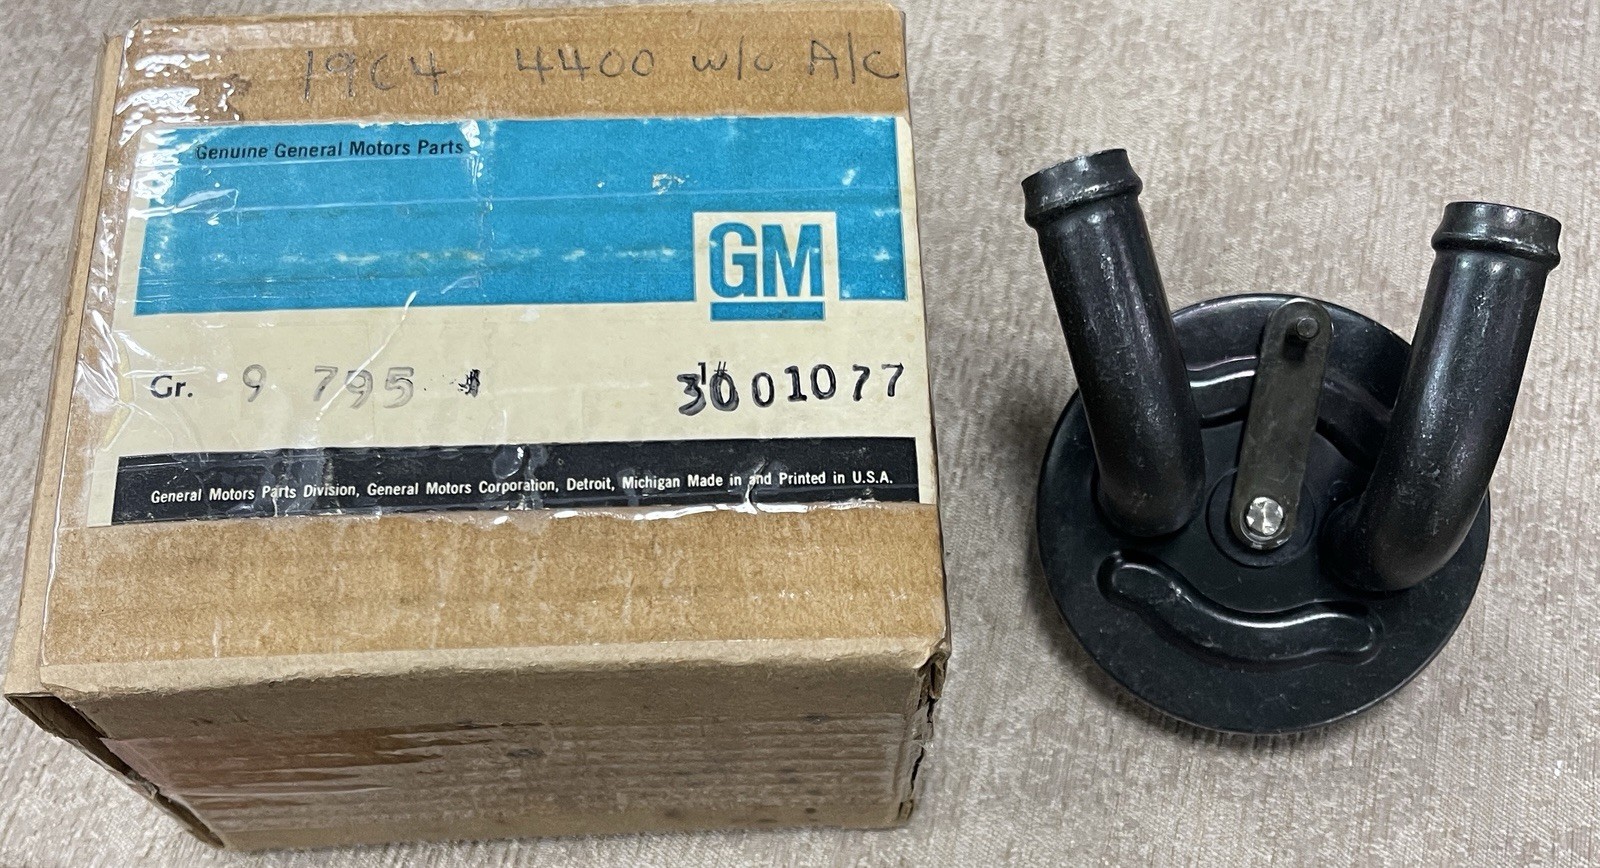 1964 4400 w/o A/C
Genuine General Motors Parts
GM
Gr. 9 795 3001077
General Motors Parts Division, General Motors Corporation, Detroit, Michigan Made in and Printed in U.S.A.